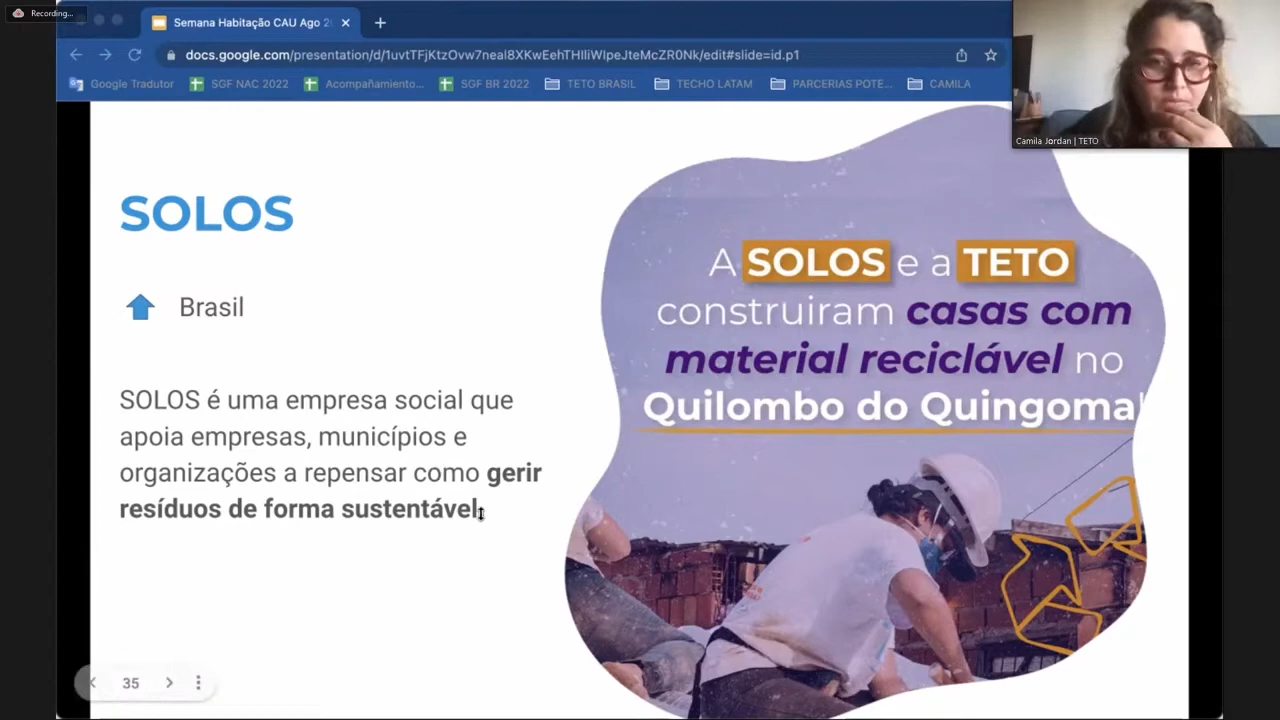 Recording...
Semana Habitação CAU Ago 2
docs.google.com/presentation/d/1uvtTFjKtzOvw7neal8XKwEehTHIliWIpeJteMcZR0Nk/edit#slide=id.p1
Google Tradutor
SGF NAC 2022
Acompañamiento...
SGF BR 2022
TETO BRASIL
TECHO LATAM
PARCERIAS POTE...
CAMILA
Camila Jordan | TETO
SOLOS
Brasil
SOLOS é uma empresa social que
apoia empresas, municípios e
organizações a repensar como gerir
resíduos de forma sustentável.
A SOLOS e a TETO
construiram casas com
material reciclável no
Quilombo do Quingoma!
35